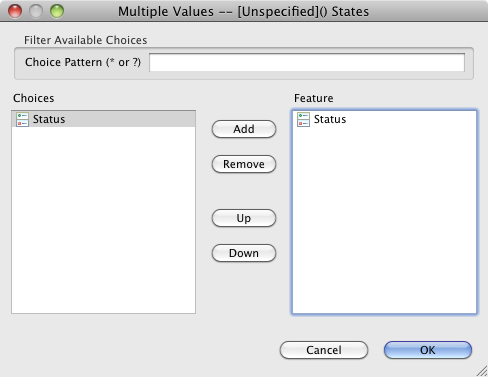 Multiple Values -- [Unspecified]() States
Filter Available Choices
Choice Pattern (* or ?)
Choices
Feature
Status
Status
Add
Remove
Up
Down
Cancel
OK